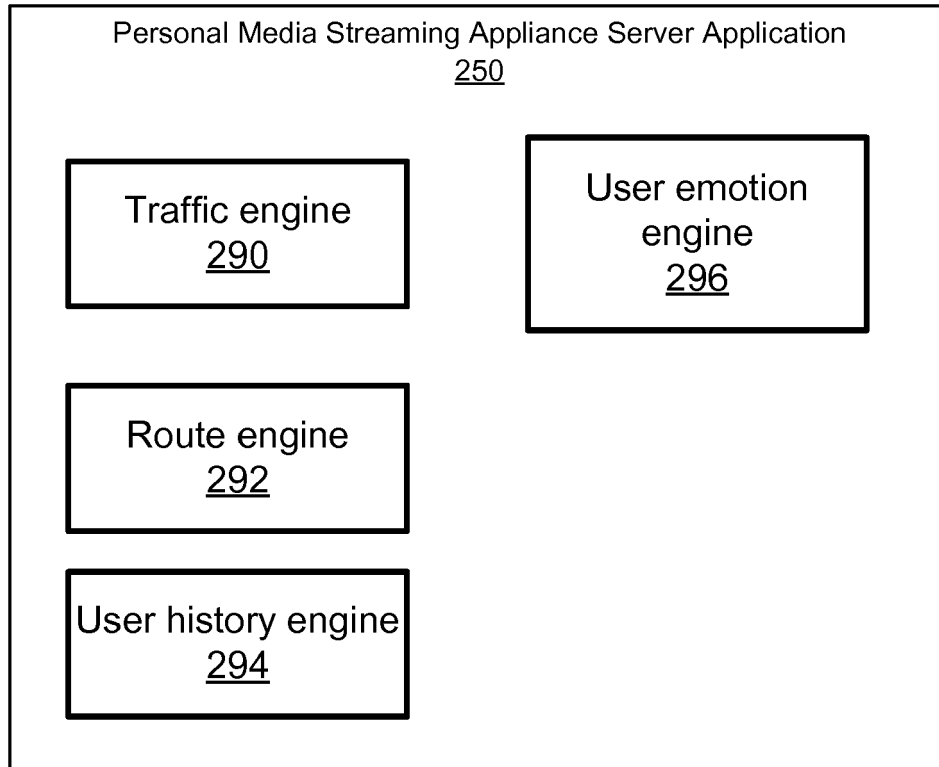 Personal Media Streaming Appliance Server Application
250
Traffic engine
290
User emotion
engine
296
Route engine
292
User history engine
294